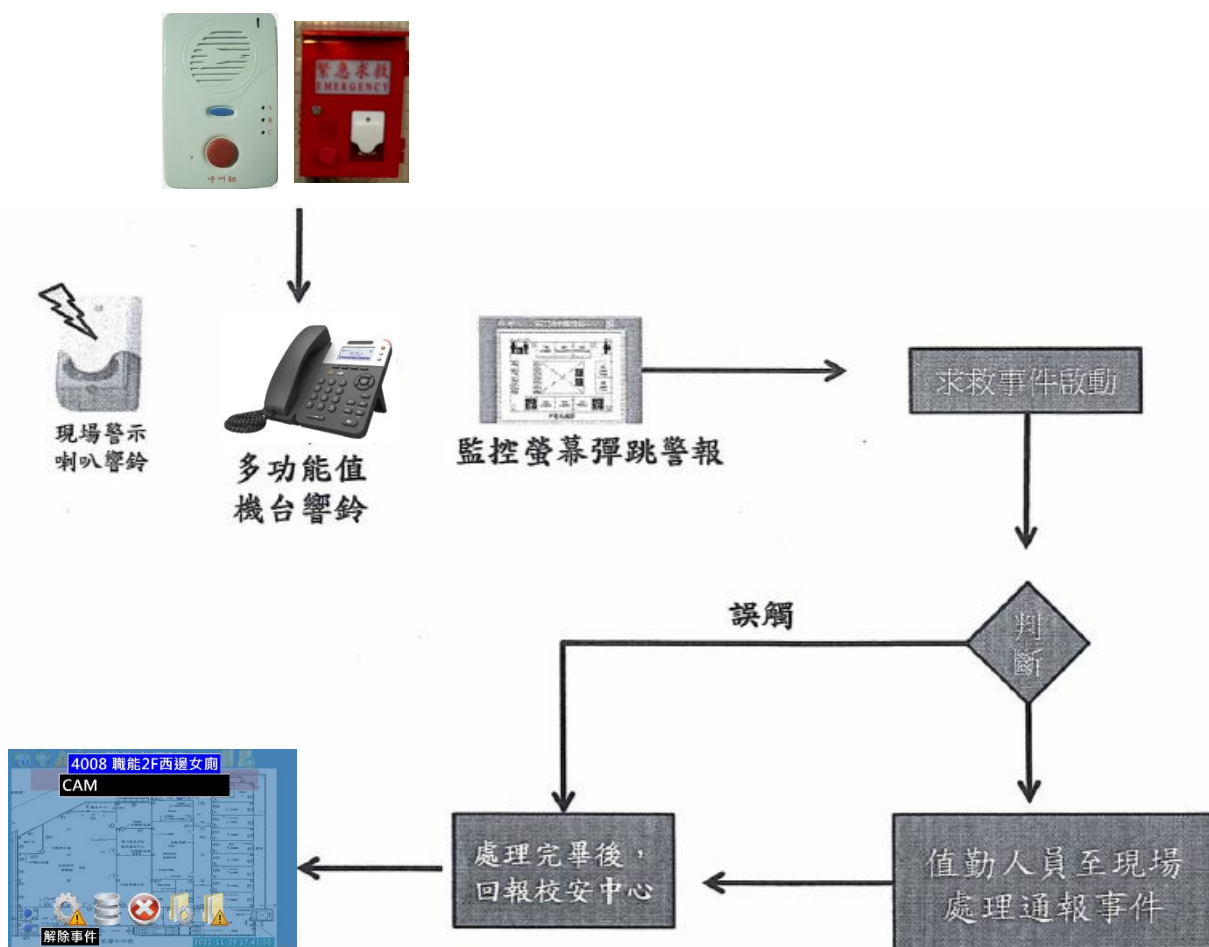 A
B
C
呼叫鈕
緊急求救
EMERGENCY
現場警示
喇叭響鈴
多功能值
機台響鈴
監控螢幕彈跳警報
求救事件啟動
判
斷
誤觸
值勤人員至現場
處理通報事件
處理完畢後，
回報校安中心
4008 職能2F西邊女廁
CAM
解除事件